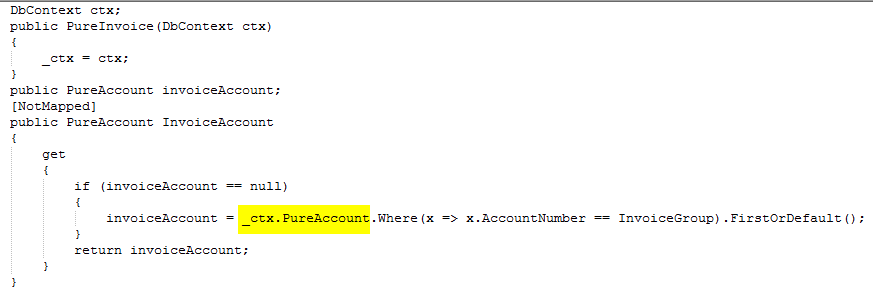 DbContext ctx;
public PureInvoice(DbContext ctx)
{
    _ctx = ctx;
}
public PureAccount invoiceAccount;
[NotMapped]
public PureAccount InvoiceAccount
{
    get
    {
        if (invoiceAccount == null)
        {
            invoiceAccount = _ctx.PureAccount.Where(x => x.AccountNumber == InvoiceGroup).FirstOrDefault();
        }
        return invoiceAccount;
    }
}